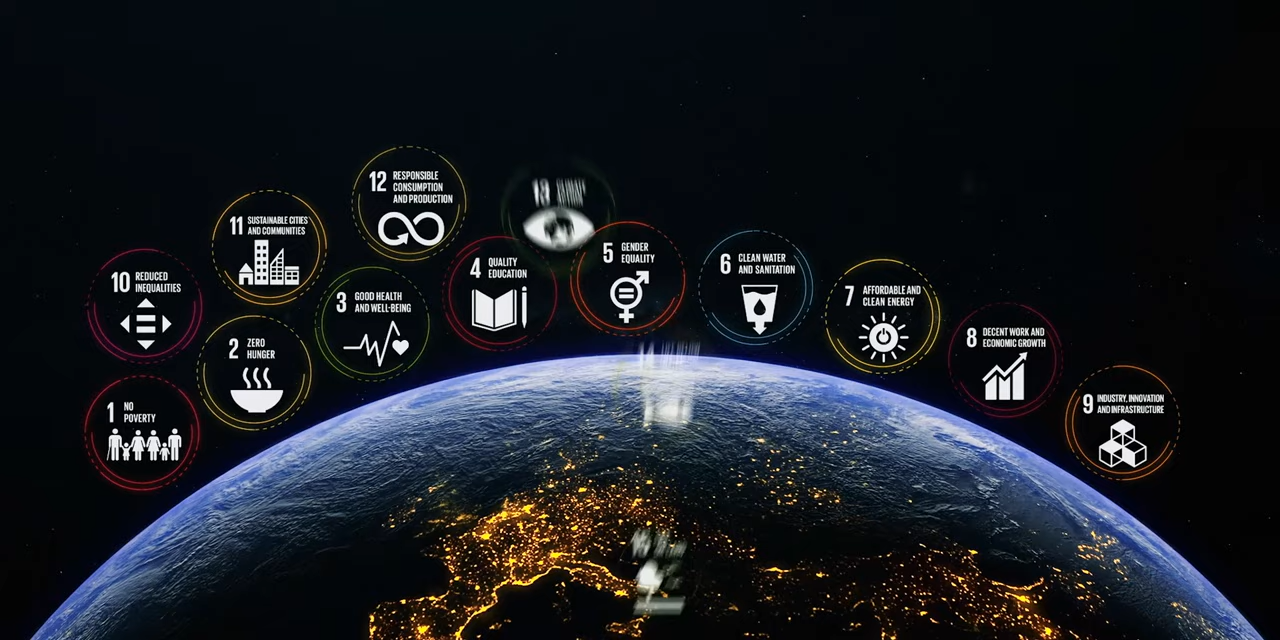 12 RESPONSIBLE
CONSUMPTION
AND PRODUCTION
13
11 SUSTAINABLE CITIES
AND COMMUNITIES
10 REDUCED
INEQUALITIES
5 GENDER
EQUALITY
4 QUALITY
EDUCATION
6 CLEAN WATER
AND SANITATION
3 GOOD HEALTH
AND WELL-BEING
7 AFFORDABLE AND
CLEAN ENERGY
2 ZERO
HUNGER
8 DECENT WORK AND
ECONOMIC GROWTH
1 NO
POVERTY
9 INDUSTRY, INNOVATION
AND INFRASTRUCTURE